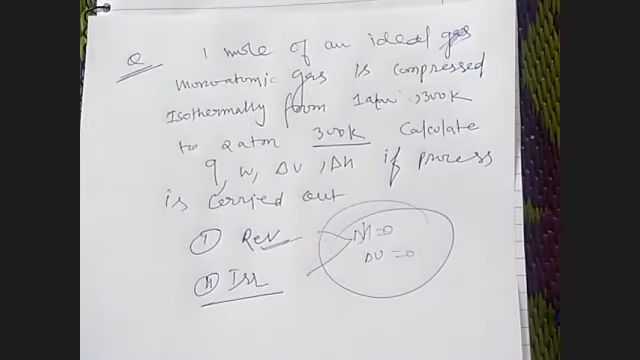 Q 1 mole of an ideal gas
monoatomic gas is compressed
Isothermally from 1atm, 300K
to 2atm 300K Calculate
q, w, ΔU, ΔH if process
is carried out
(I) Rev ΔH=0
ΔU=0
(II) Irr